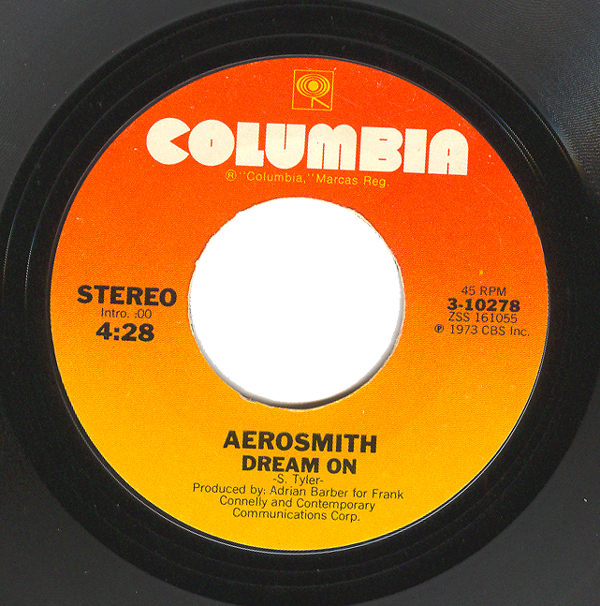 COLUMBIA
® "Columbia," Marcas Reg.
STEREO
Intro. :00
4:28
45 RPM
3-10278
ZSS 161055
℗ 1973 CBS Inc.
AEROSMITH
DREAM ON
-S. Tyler-
Produced by: Adrian Barber for Frank
Connelly and Contemporary
Communications Corp.